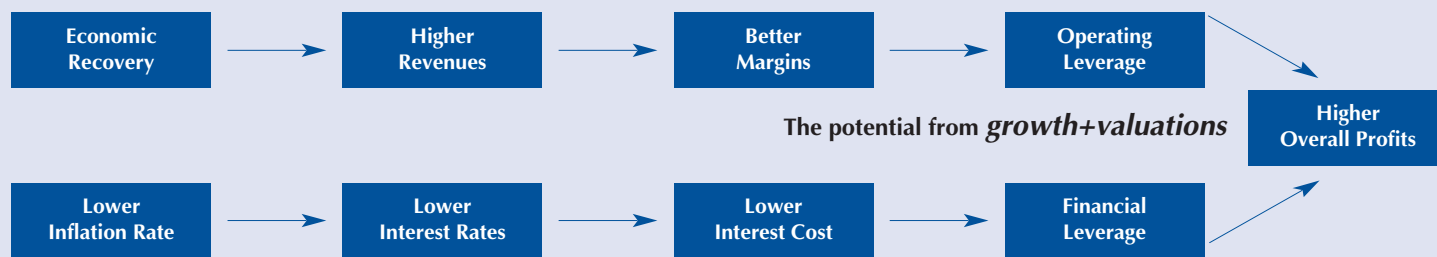 Economic
Recovery
Higher
Revenues
Better
Margins
Operating
Leverage
The potential from growth+valuations
Higher
Overall Profits
Lower
Inflation Rate
Lower
Interest Rates
Lower
Interest Cost
Financial
Leverage